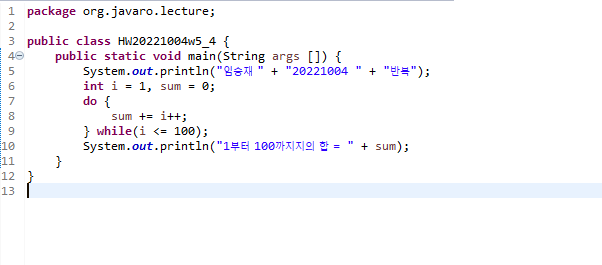 1 package org.javaro.lecture;
2
3 public class HW20221004w5_4 {
4 public static void main(String args []) {
5 System.out.println("임승재 " + "20221004 " + "반복");
6 int i = 1, sum = 0;
7 do {
8 sum += i++;
9 } while(i <= 100);
10 System.out.println("1부터 100까지지의 합 = " + sum);
11 }
12 }
13